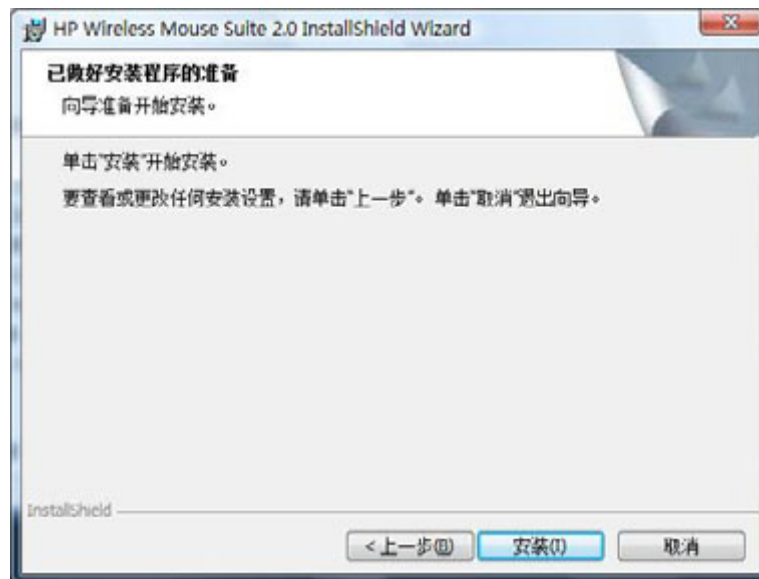 HP Wireless Mouse Suite 2.0 InstallShield Wizard
已做好安装程序的准备
向导准备开始安装。
单击"安装"开始安装。
要查看或更改任何安装设置，请单击"上一步"。单击"取消"退出向导。
InstallShield
<上一步(B) 安装(I) 取消